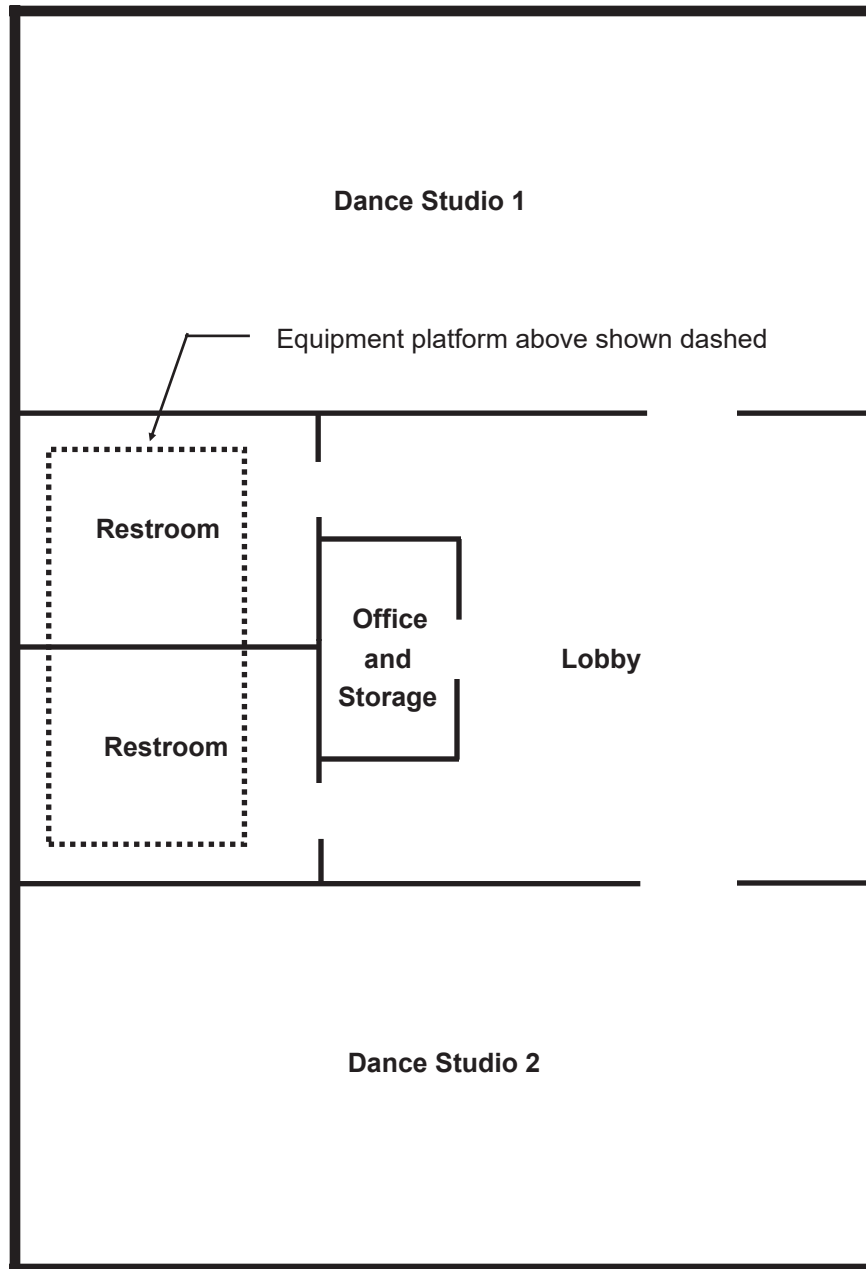 Dance Studio 1
Equipment platform above shown dashed
Restroom
Office
and
Storage
Lobby
Restroom
Dance Studio 2